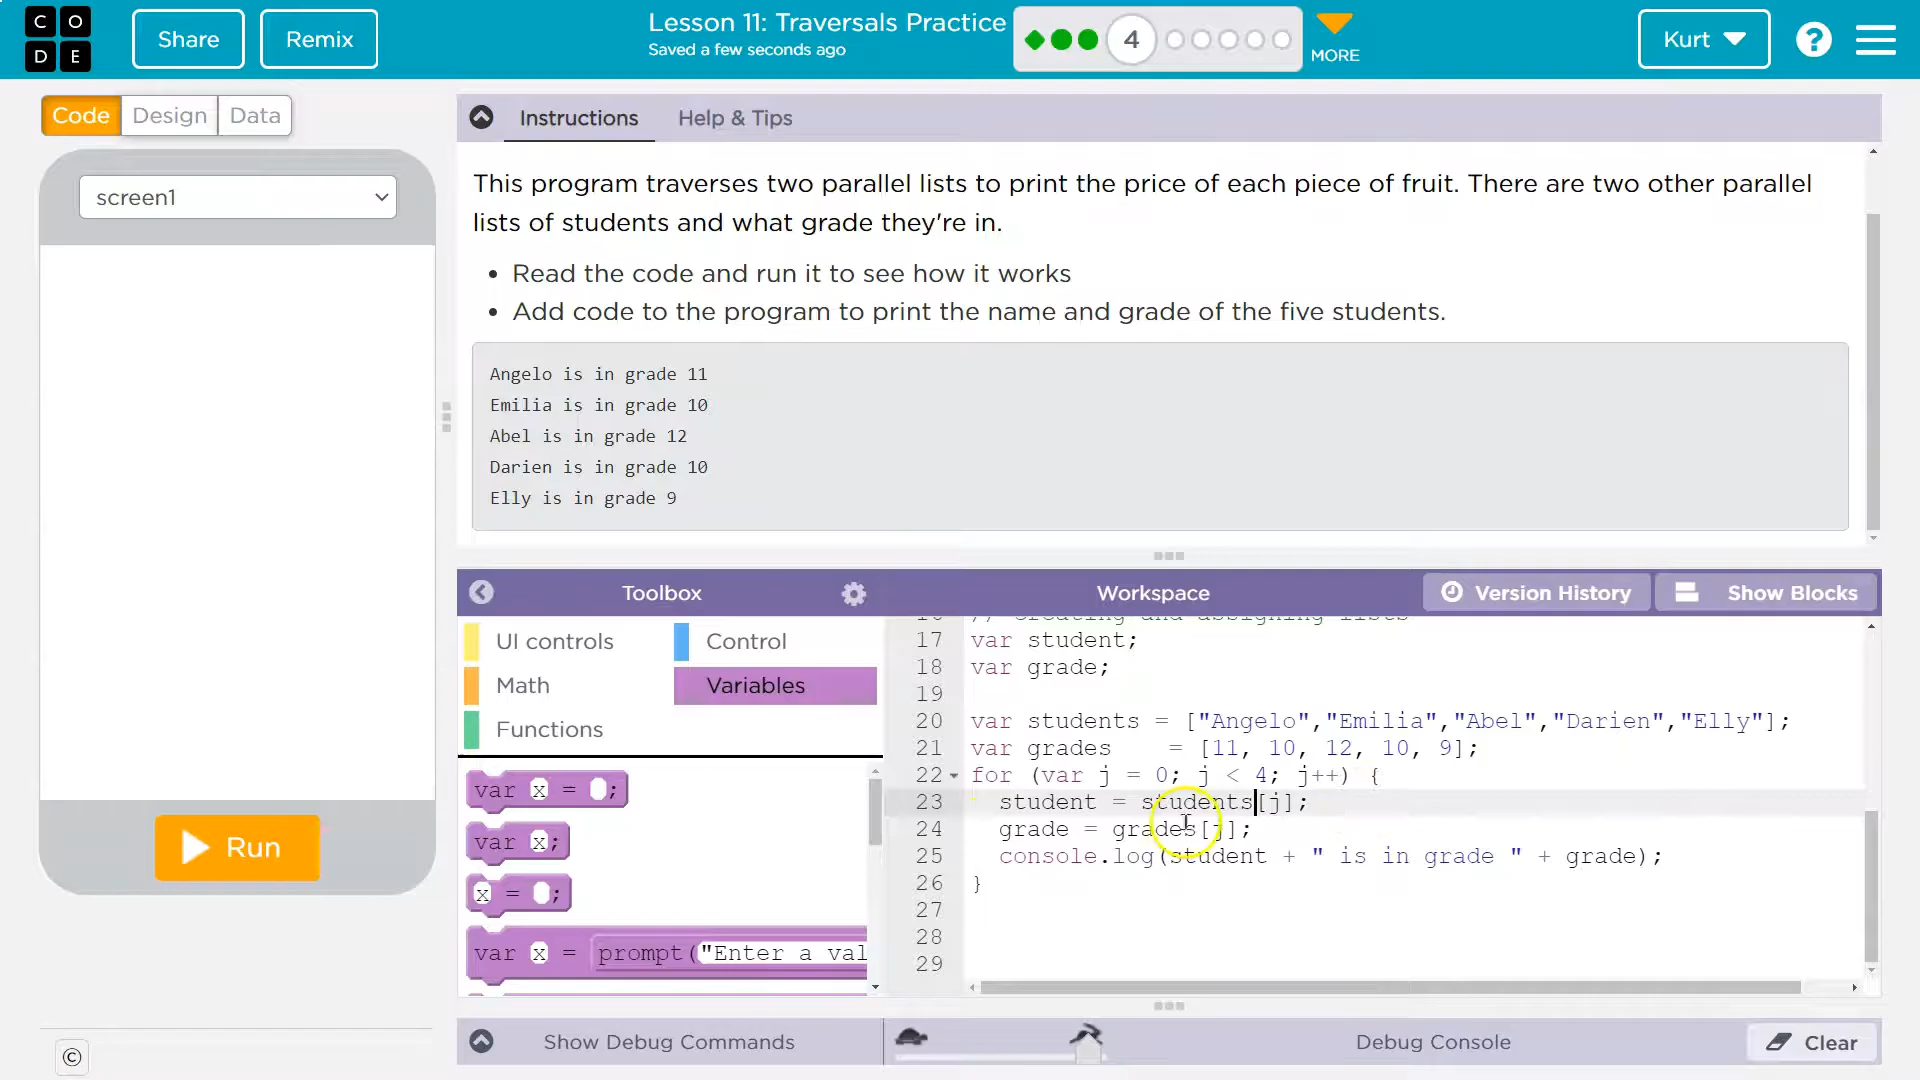 CODE
Share
Remix
Lesson 11: Traversals Practice
Saved a few seconds ago
4
MORE
Kurt
?
Code
Design
Data
screen1
Run
©
Instructions
Help & Tips
This program traverses two parallel lists to print the price of each piece of fruit. There are two other parallel
lists of students and what grade they're in.
• Read the code and run it to see how it works
• Add code to the program to print the name and grade of the five students.
Angelo is in grade 11
Emilia is in grade 10
Abel is in grade 12
Darien is in grade 10
Elly is in grade 9
Toolbox
Workspace
Version History
Show Blocks
UI controls
Control
Math
Variables
Functions
var x = ;
var x;
x = ;
var x = prompt("Enter a val
16 // Creating and assigning lists
17 var student;
18 var grade;
19
20 var students = ["Angelo","Emilia","Abel","Darien","Elly"];
21 var grades    = [11, 10, 12, 10, 9];
22 for (var j = 0; j < 4; j++) {
23   student = students[j];
24   grade = grades[j];
25   console.log(student + " is in grade " + grade);
26 }
27
28
29
Show Debug Commands
Debug Console
Clear